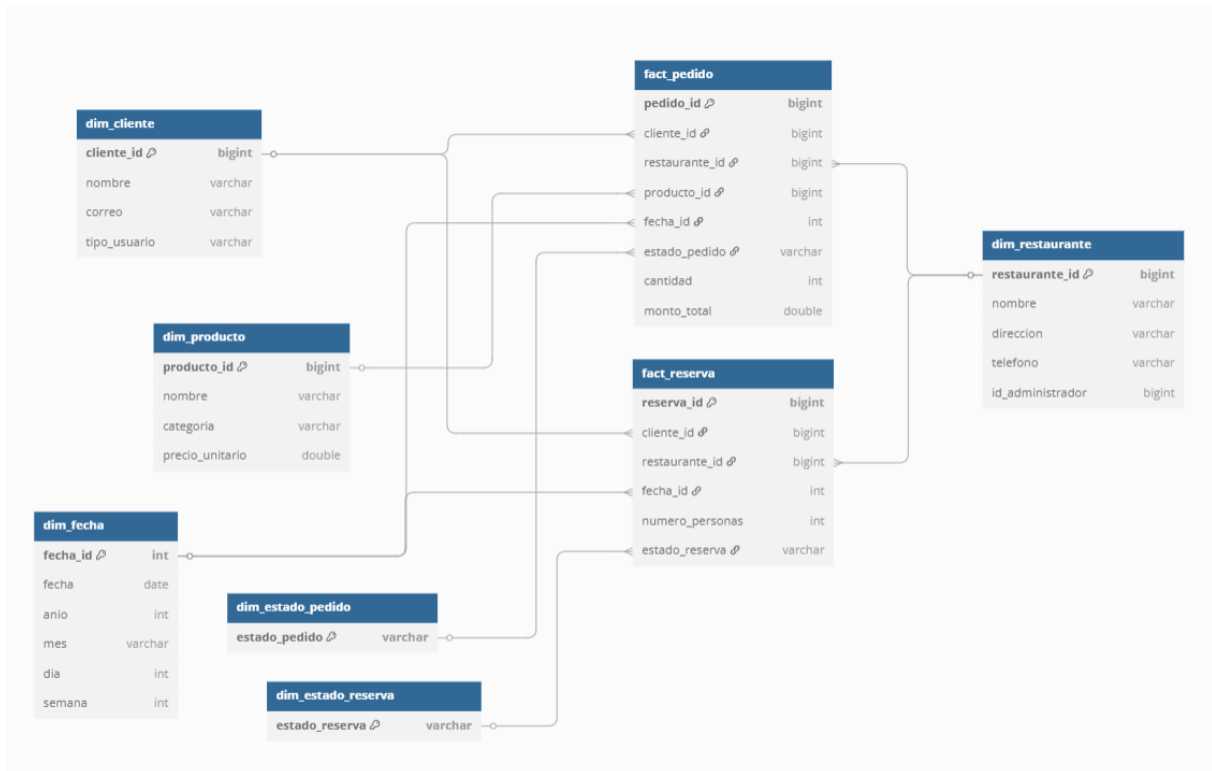 dim_cliente
cliente_id bigint
nombre varchar
correo varchar
tipo_usuario varchar
dim_producto
producto_id bigint
nombre varchar
categoria varchar
precio_unitario double
dim_fecha
fecha_id int
fecha date
anio int
mes varchar
dia int
semana int
dim_estado_pedido
estado_pedido varchar
dim_estado_reserva
estado_reserva varchar
fact_pedido
pedido_id bigint
cliente_id bigint
restaurante_id bigint
producto_id bigint
fecha_id int
estado_pedido varchar
cantidad int
monto_total double
fact_reserva
reserva_id bigint
cliente_id bigint
restaurante_id bigint
fecha_id int
numero_personas int
estado_reserva varchar
dim_restaurante
restaurante_id bigint
nombre varchar
direccion varchar
telefono varchar
id_administrador bigint